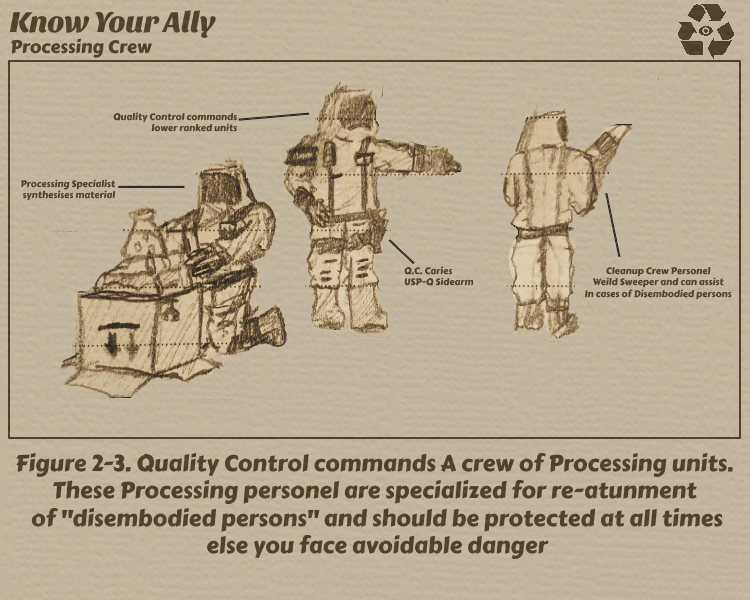 Know Your Ally
Processing Crew
Quality Control commands
lower ranked units
Processing Specialist
synthesises material
Q.C. Caries
USP-Q Sidearm
Cleanup Crew Personel
Weild Sweeper and can assist
In cases of Disembodied persons
Figure 2-3. Quality Control commands A crew of Processing units.
These Processing personel are specialized for re-atunment
of "disembodied persons" and should be protected at all times
else you face avoidable danger